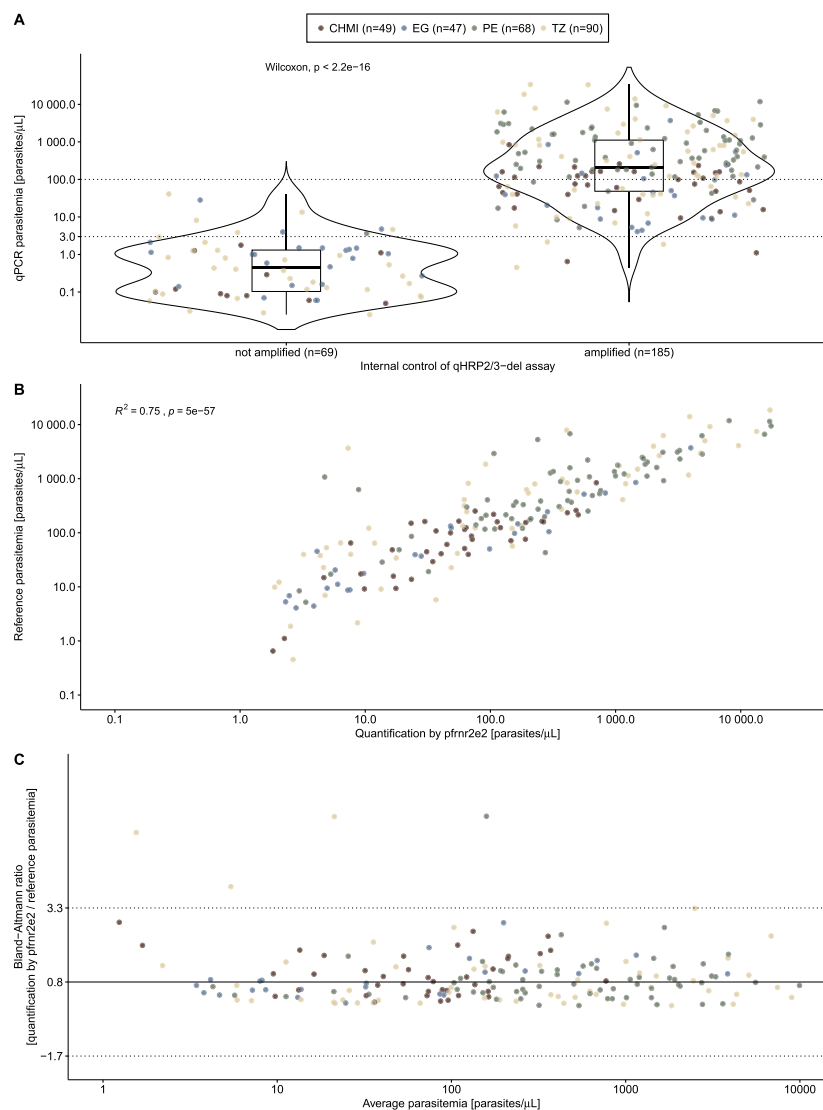 A
CHMI (n=49) EG (n=47) PE (n=68) TZ (n=90)
Wilcoxon, p < 2.2e−16
qPCR parasitemia [parasites/μL]
10 000.0
1 000.0
100.0
10.0
3.0
1.0
0.1
not amplified (n=69)
amplified (n=185)
Internal control of qHRP2/3−del assay
B
R² = 0.75 , p = 5e−57
Reference parasitemia [parasites/μL]
10 000.0
1 000.0
100.0
10.0
1.0
0.1
0.1 1.0 10.0 100.0 1 000.0 10 000.0
Quantification by pfrnr2e2 [parasites/μL]
C
Bland−Altmann ratio
[quantification by pfrnr2e2 / reference parasitemia]
3.3
0.8
−1.7
1 10 100 1000 10000
Average parasitemia [parasites/μL]